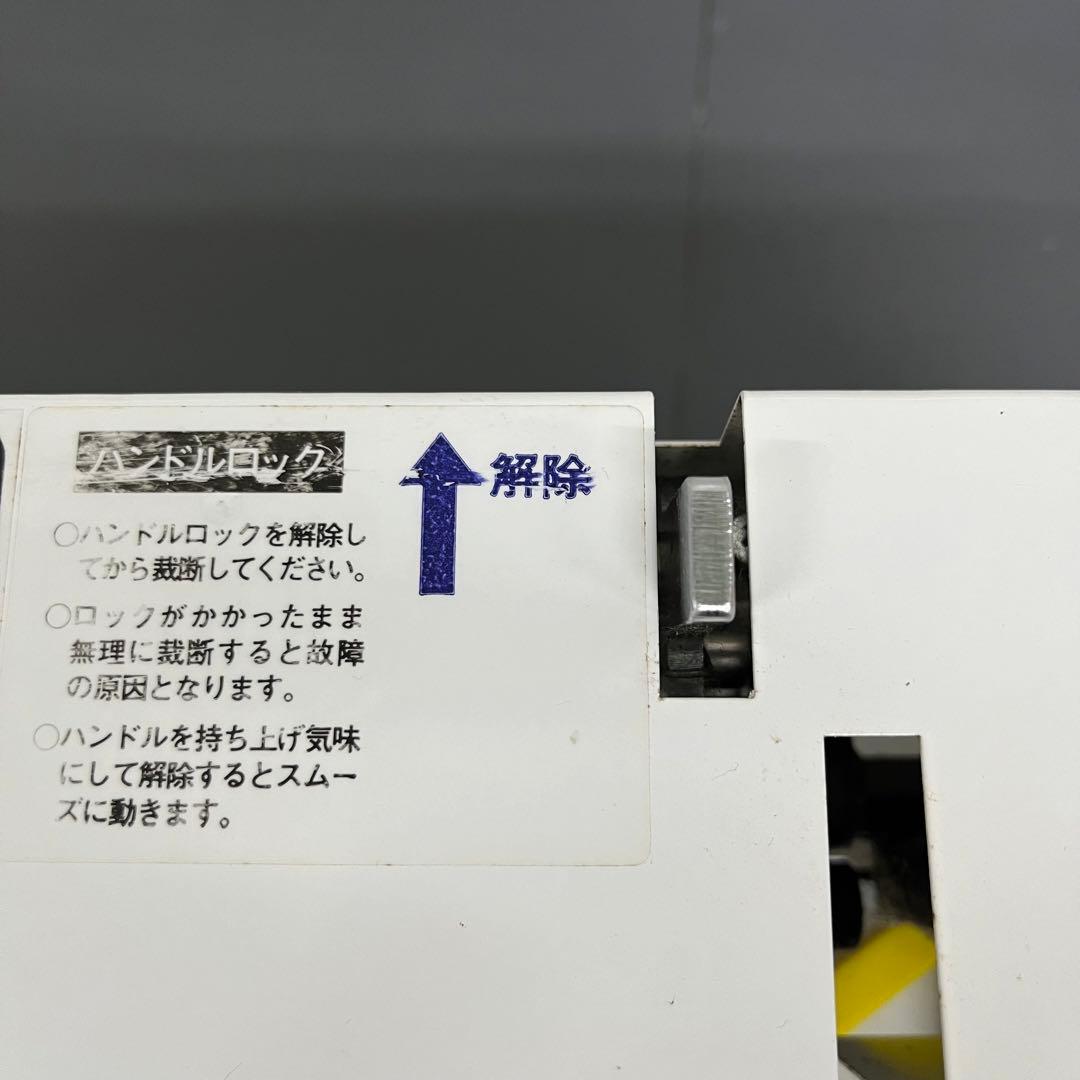 ハンドルロック
解除
○ハンドルロックを解除し
てから裁断してください。
○ロックがかかったまま
無理に裁断すると故障
の原因となります。
○ハンドルを持ち上げ気味
にして解除するとスムー
ズに動きます。